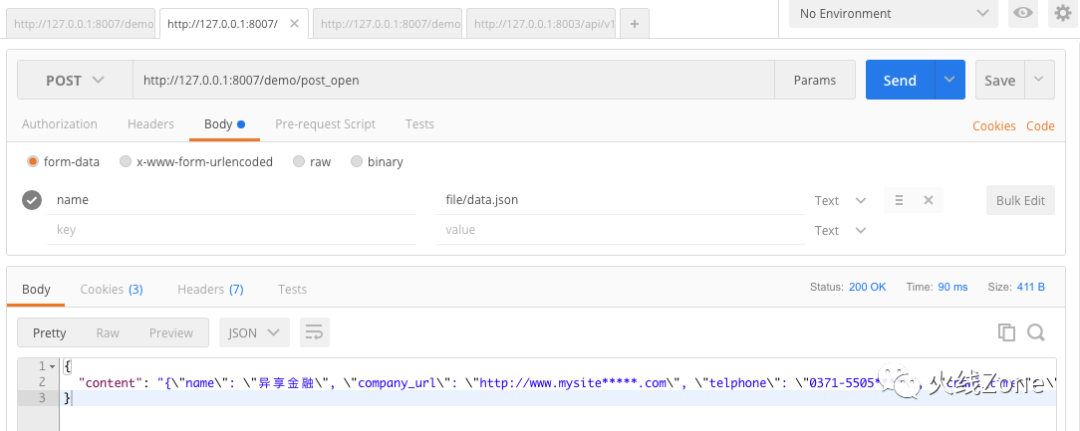 http://127.0.0.1:8007/demo
http://127.0.0.1:8007/
http://127.0.0.1:8007/demo
http://127.0.0.1:8003/api/v1
No Environment
POST
http://127.0.0.1:8007/demo/post_open
Params
Send
Save
Authorization
Headers
Body
Pre-request Script
Tests
Cookies
Code
form-data
x-www-form-urlencoded
raw
binary
name
file/data.json
Text
Bulk Edit
key
value
Text
Body
Cookies (3)
Headers (7)
Tests
Status: 200 OK
Time: 90 ms
Size: 411 B
Pretty
Raw
Preview
JSON
1 {
2 "content": "{\"name\": \"异享金融\", \"company_url\": \"http://www.mysite*****.com\", \"telphone\": \"0371-5505*
3 }
火线Zone